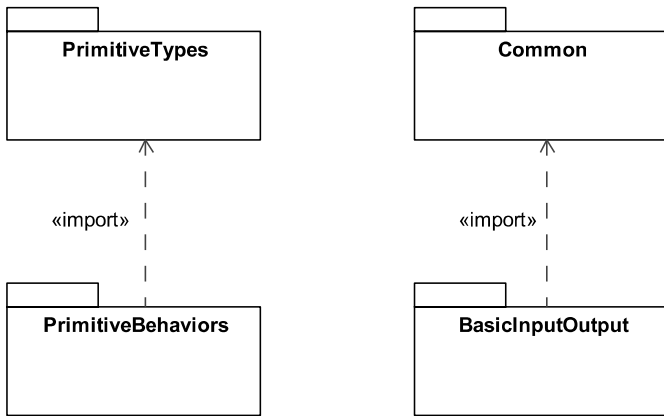 PrimitiveTypes
Common
«import»
«import»
PrimitiveBehaviors
BasicInputOutput